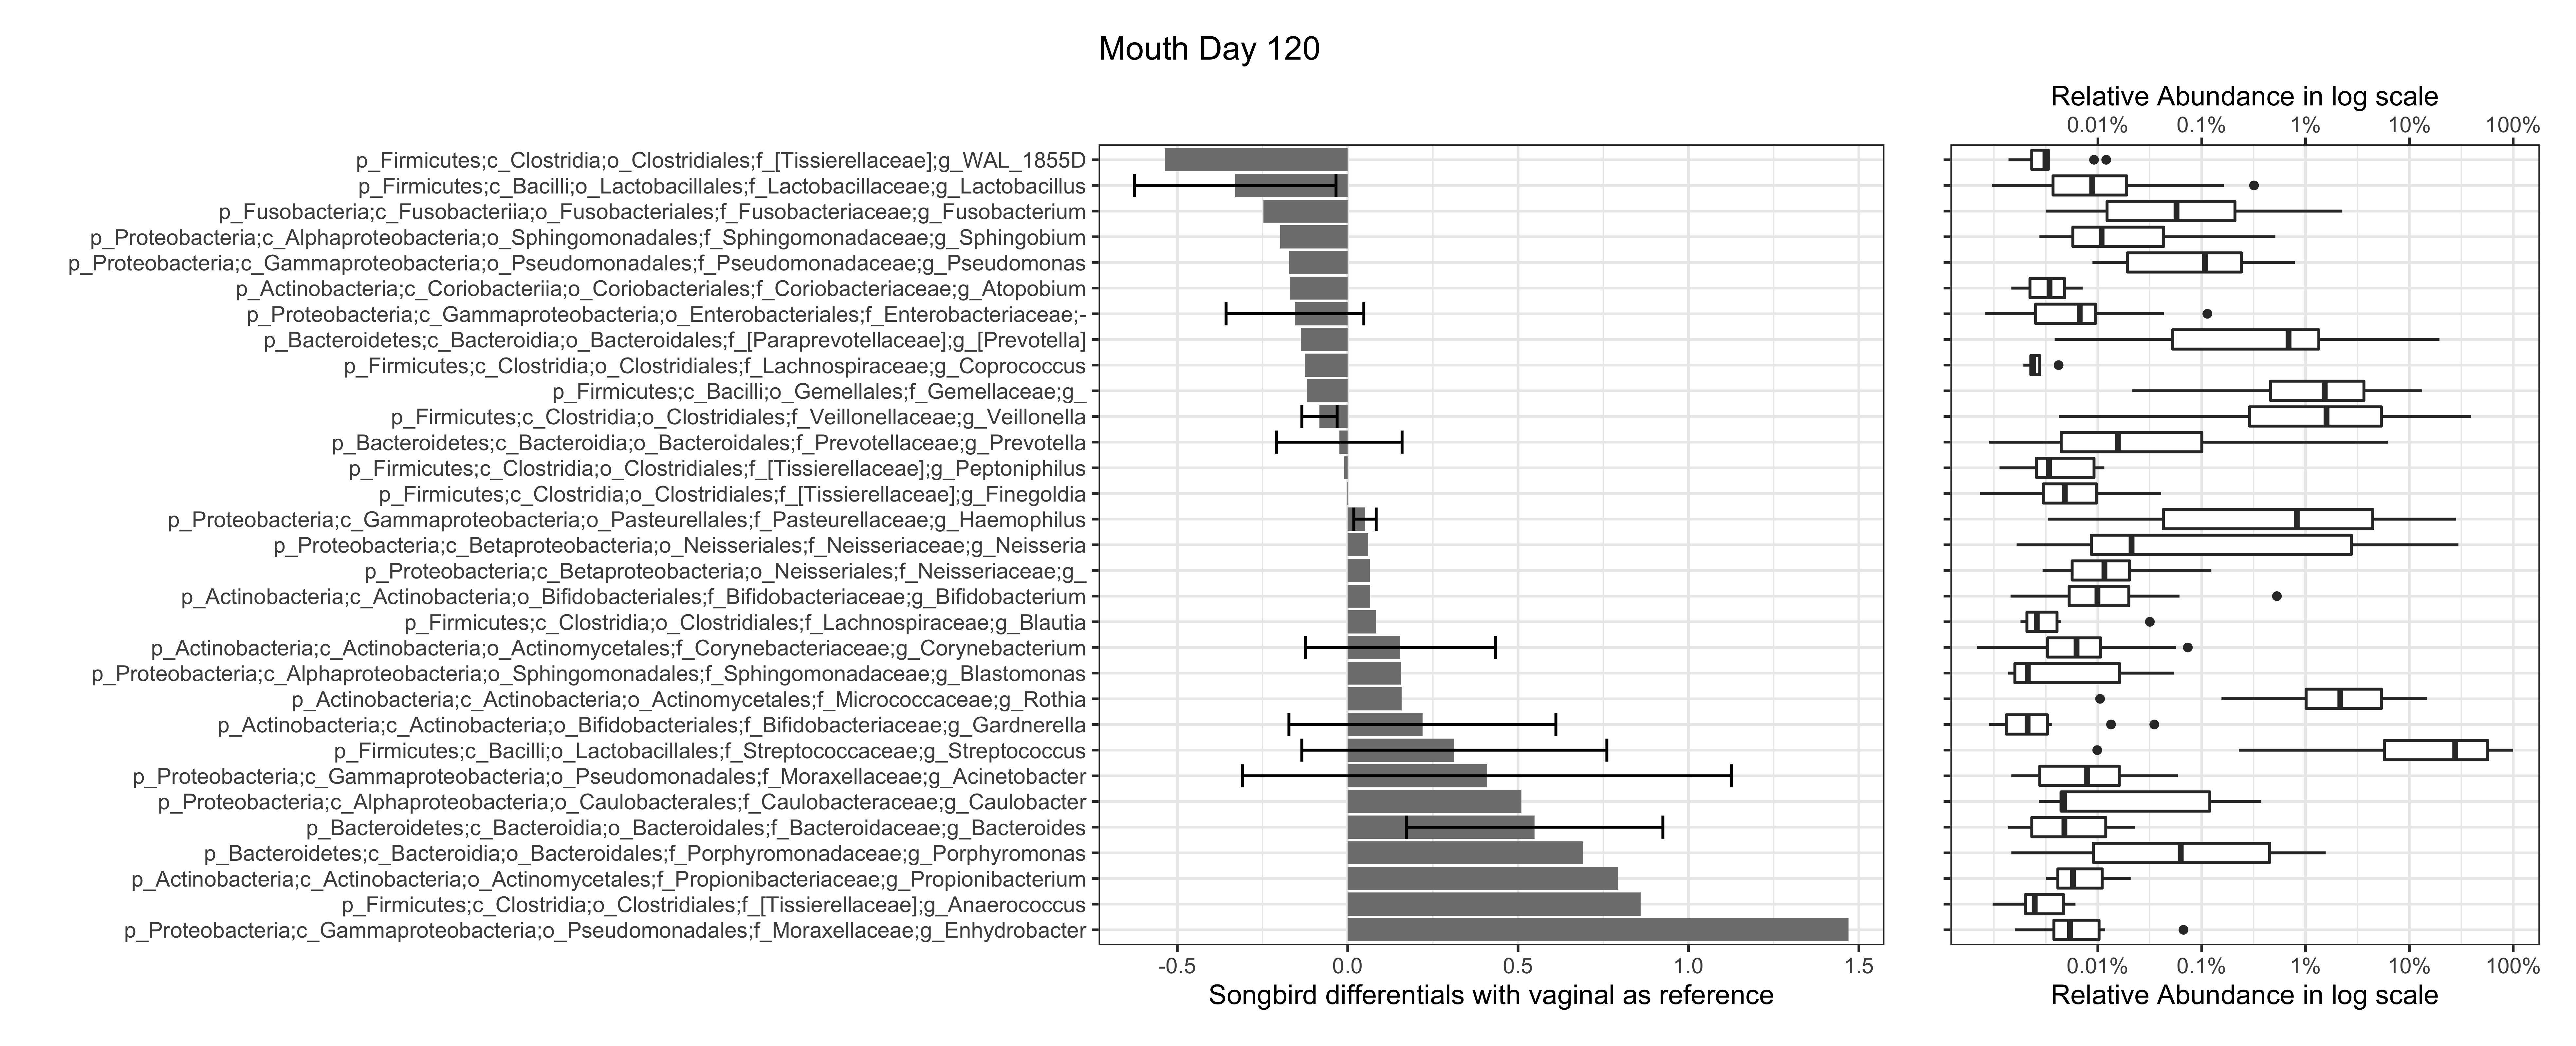 Mouth Day 120
Relative Abundance in log scale
0.01% 0.1% 1% 10% 100%
p_Firmicutes;c_Clostridia;o_Clostridiales;f_[Tissierellaceae];g_WAL_1855D
p_Firmicutes;c_Bacilli;o_Lactobacillales;f_Lactobacillaceae;g_Lactobacillus
p_Fusobacteria;c_Fusobacteriia;o_Fusobacteriales;f_Fusobacteriaceae;g_Fusobacterium
p_Proteobacteria;c_Alphaproteobacteria;o_Sphingomonadales;f_Sphingomonadaceae;g_Sphingobium
p_Proteobacteria;c_Gammaproteobacteria;o_Pseudomonadales;f_Pseudomonadaceae;g_Pseudomonas
p_Actinobacteria;c_Coriobacteriia;o_Coriobacteriales;f_Coriobacteriaceae;g_Atopobium
p_Proteobacteria;c_Gammaproteobacteria;o_Enterobacteriales;f_Enterobacteriaceae;-
p_Bacteroidetes;c_Bacteroidia;o_Bacteroidales;f_[Paraprevotellaceae];g_[Prevotella]
p_Firmicutes;c_Clostridia;o_Clostridiales;f_Lachnospiraceae;g_Coprococcus
p_Firmicutes;c_Bacilli;o_Gemellales;f_Gemellaceae;g_
p_Firmicutes;c_Clostridia;o_Clostridiales;f_Veillonellaceae;g_Veillonella
p_Bacteroidetes;c_Bacteroidia;o_Bacteroidales;f_Prevotellaceae;g_Prevotella
p_Firmicutes;c_Clostridia;o_Clostridiales;f_[Tissierellaceae];g_Peptoniphilus
p_Firmicutes;c_Clostridia;o_Clostridiales;f_[Tissierellaceae];g_Finegoldia
p_Proteobacteria;c_Gammaproteobacteria;o_Pasteurellales;f_Pasteurellaceae;g_Haemophilus
p_Proteobacteria;c_Betaproteobacteria;o_Neisseriales;f_Neisseriaceae;g_Neisseria
p_Proteobacteria;c_Betaproteobacteria;o_Neisseriales;f_Neisseriaceae;g_
p_Actinobacteria;c_Actinobacteria;o_Bifidobacteriales;f_Bifidobacteriaceae;g_Bifidobacterium
p_Firmicutes;c_Clostridia;o_Clostridiales;f_Lachnospiraceae;g_Blautia
p_Actinobacteria;c_Actinobacteria;o_Actinomycetales;f_Corynebacteriaceae;g_Corynebacterium
p_Proteobacteria;c_Alphaproteobacteria;o_Sphingomonadales;f_Sphingomonadaceae;g_Blastomonas
p_Actinobacteria;c_Actinobacteria;o_Actinomycetales;f_Micrococcaceae;g_Rothia
p_Actinobacteria;c_Actinobacteria;o_Bifidobacteriales;f_Bifidobacteriaceae;g_Gardnerella
p_Firmicutes;c_Bacilli;o_Lactobacillales;f_Streptococcaceae;g_Streptococcus
p_Proteobacteria;c_Gammaproteobacteria;o_Pseudomonadales;f_Moraxellaceae;g_Acinetobacter
p_Proteobacteria;c_Alphaproteobacteria;o_Caulobacterales;f_Caulobacteraceae;g_Caulobacter
p_Bacteroidetes;c_Bacteroidia;o_Bacteroidales;f_Bacteroidaceae;g_Bacteroides
p_Bacteroidetes;c_Bacteroidia;o_Bacteroidales;f_Porphyromonadaceae;g_Porphyromonas
p_Actinobacteria;c_Actinobacteria;o_Actinomycetales;f_Propionibacteriaceae;g_Propionibacterium
p_Firmicutes;c_Clostridia;o_Clostridiales;f_[Tissierellaceae];g_Anaerococcus
p_Proteobacteria;c_Gammaproteobacteria;o_Pseudomonadales;f_Moraxellaceae;g_Enhydrobacter
-0.5 0.0 0.5 1.0 1.5
Songbird differentials with vaginal as reference
0.01% 0.1% 1% 10% 100%
Relative Abundance in log scale